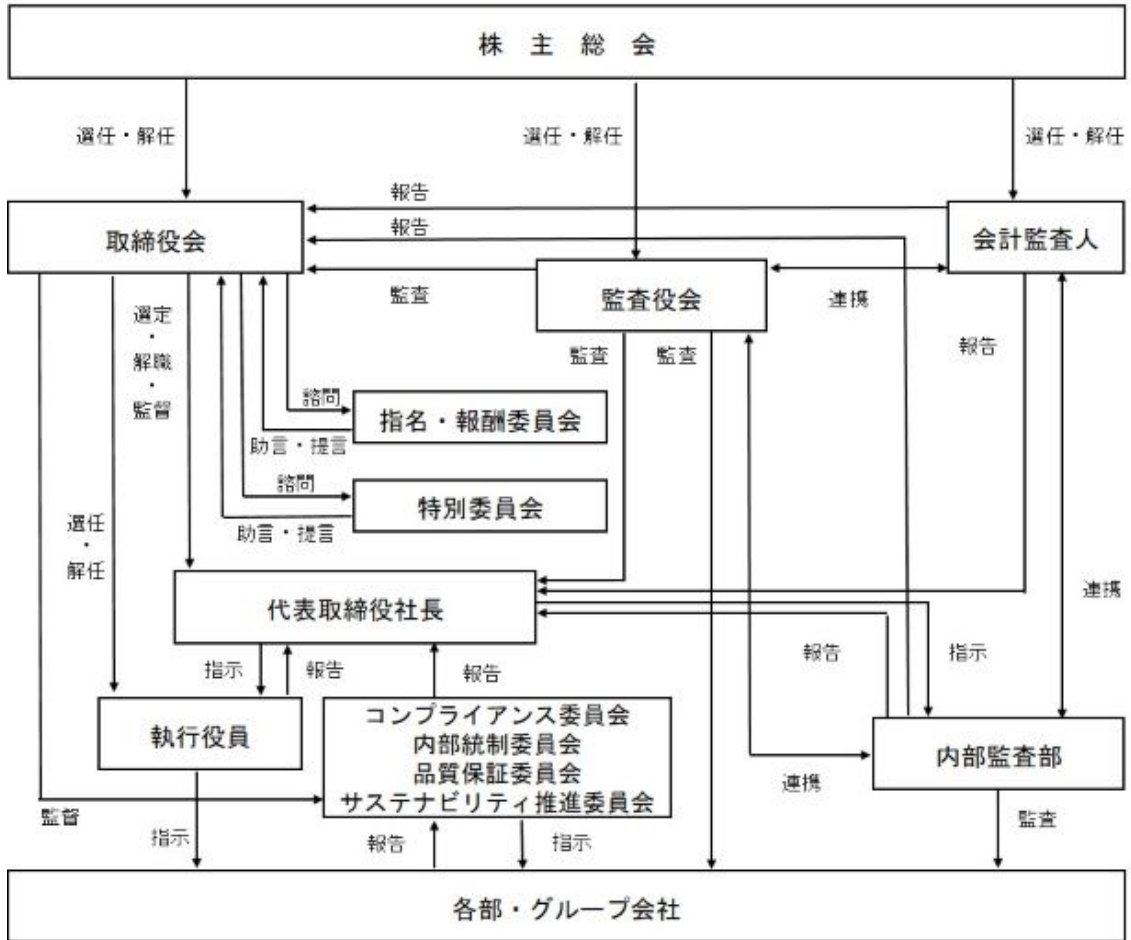 株 主 総 会
選任・解任
選任・解任
選任・解任
報告
報告
取締役会
会計監査人
監査
監査役会
連携
選定
・
解職
・
監督
監査
監査
報告
諮問
指名・報酬委員会
助言・提言
諮問
特別委員会
助言・提言
選任
・
解任
代表取締役社長
連携
指示
報告
報告
報告
指示
執行役員
コンプライアンス委員会
内部統制委員会
品質保証委員会
サステナビリティ推進委員会
内部監査部
連携
監督
指示
報告
指示
監査
各部・グループ会社